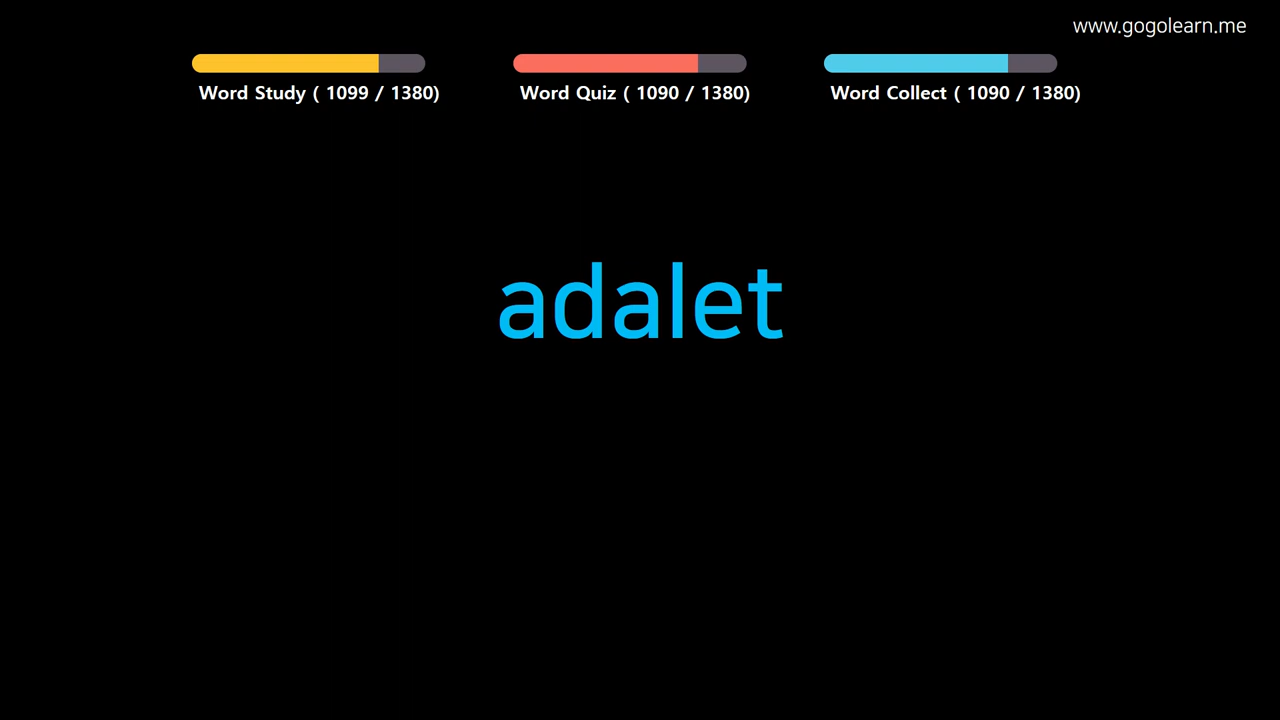 www.gogolearn.me
Word Study ( 1099 / 1380)
Word Quiz ( 1090 / 1380)
Word Collect ( 1090 / 1380)
adalet